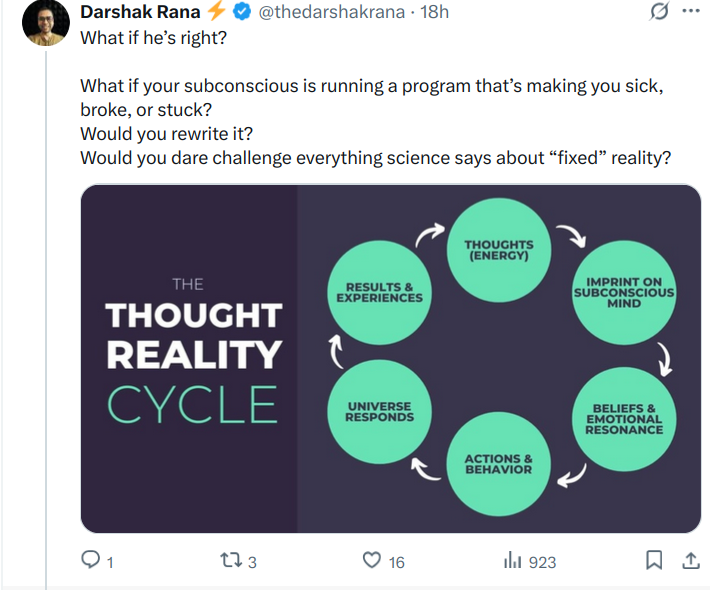 Darshak Rana ⚡ @thedarshakrana · 18h
What if he’s right?
What if your subconscious is running a program that’s making you sick,
broke, or stuck?
Would you rewrite it?
Would you dare challenge everything science says about “fixed” reality?
THE
THOUGHT
REALITY
CYCLE
THOUGHTS
(ENERGY)
IMPRINT ON
SUBCONSCIOUS
MIND
BELIEFS &
EMOTIONAL
RESONANCE
ACTIONS &
BEHAVIOR
UNIVERSE
RESPONDS
RESULTS &
EXPERIENCES
1
3
16
923